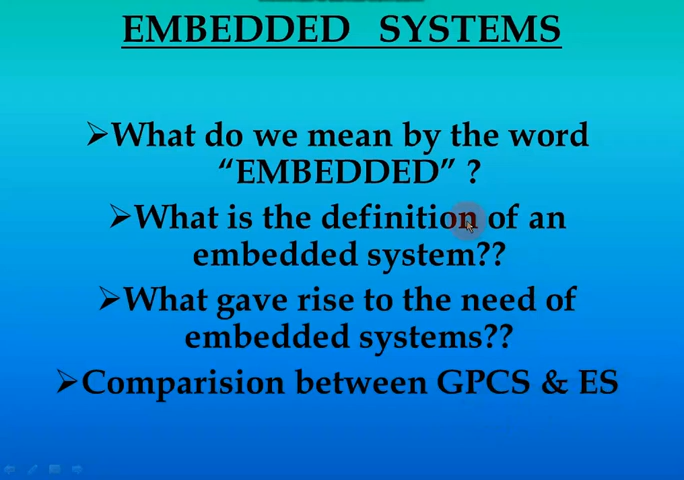 EMBEDDED SYSTEMS
➢What do we mean by the word
“EMBEDDED” ?
➢What is the definition of an
embedded system??
➢What gave rise to the need of
embedded systems??
➢Comparision between GPCS & ES